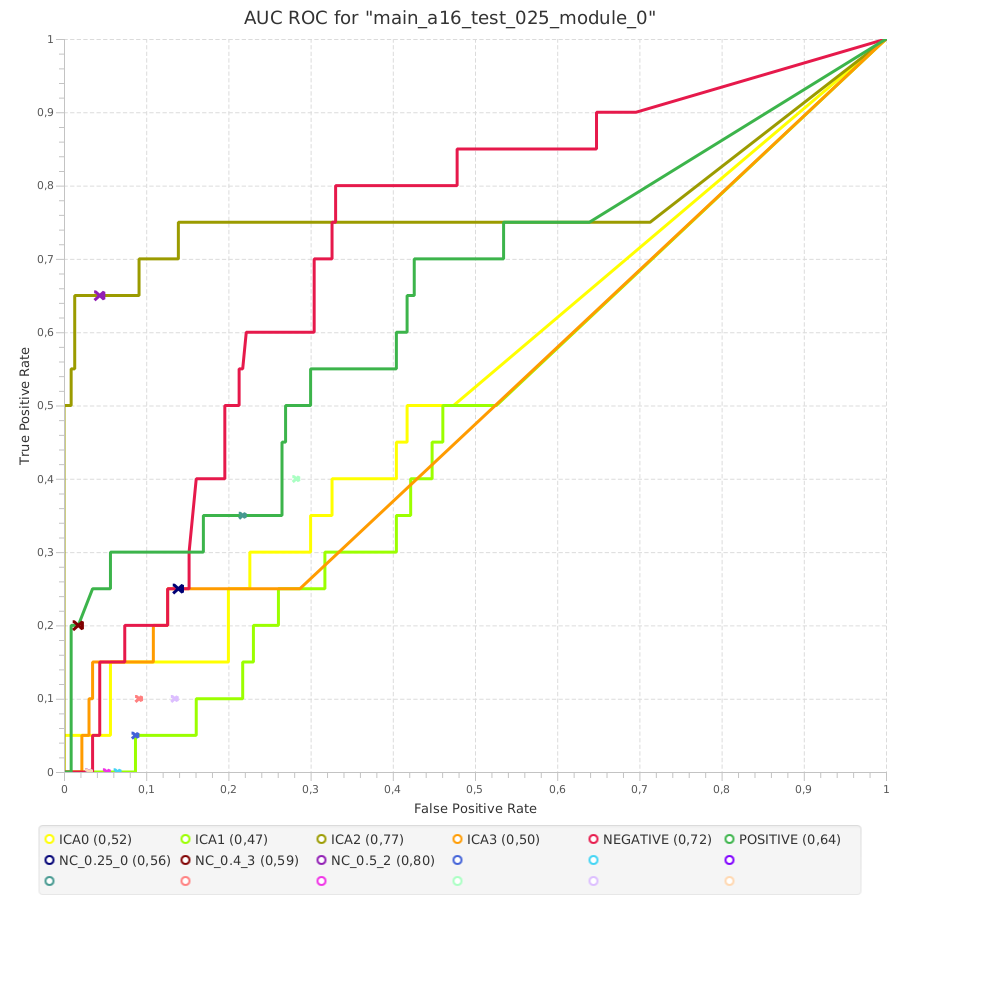 AUC ROC for "main_a16_test_025_module_0"
1
0,9
0,8
0,7
0,6
0,5
0,4
0,3
0,2
0,1
0
True Positive Rate
0 0,1 0,2 0,3 0,4 0,5 0,6 0,7 0,8 0,9 1
False Positive Rate
ICA0 (0,52) ICA1 (0,47) ICA2 (0,77) ICA3 (0,50) NEGATIVE (0,72) POSITIVE (0,64)
NC_0.25_0 (0,56) NC_0.4_3 (0,59) NC_0.5_2 (0,80)